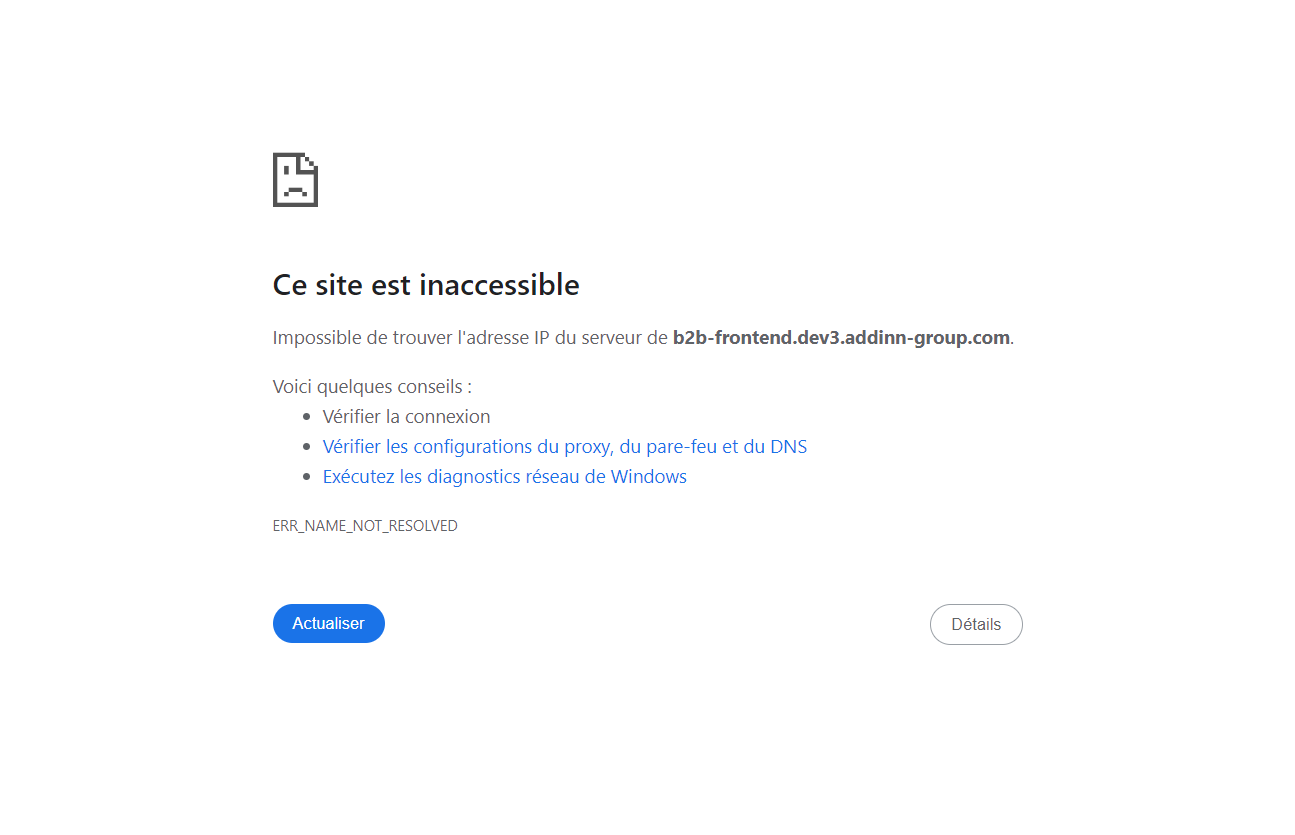 Ce site est inaccessible
Impossible de trouver l'adresse IP du serveur de b2b-frontend.dev3.addinn-group.com.
Voici quelques conseils :
Vérifier la connexion
Vérifier les configurations du proxy, du pare-feu et du DNS
Exécutez les diagnostics réseau de Windows
ERR_NAME_NOT_RESOLVED
Actualiser
Détails